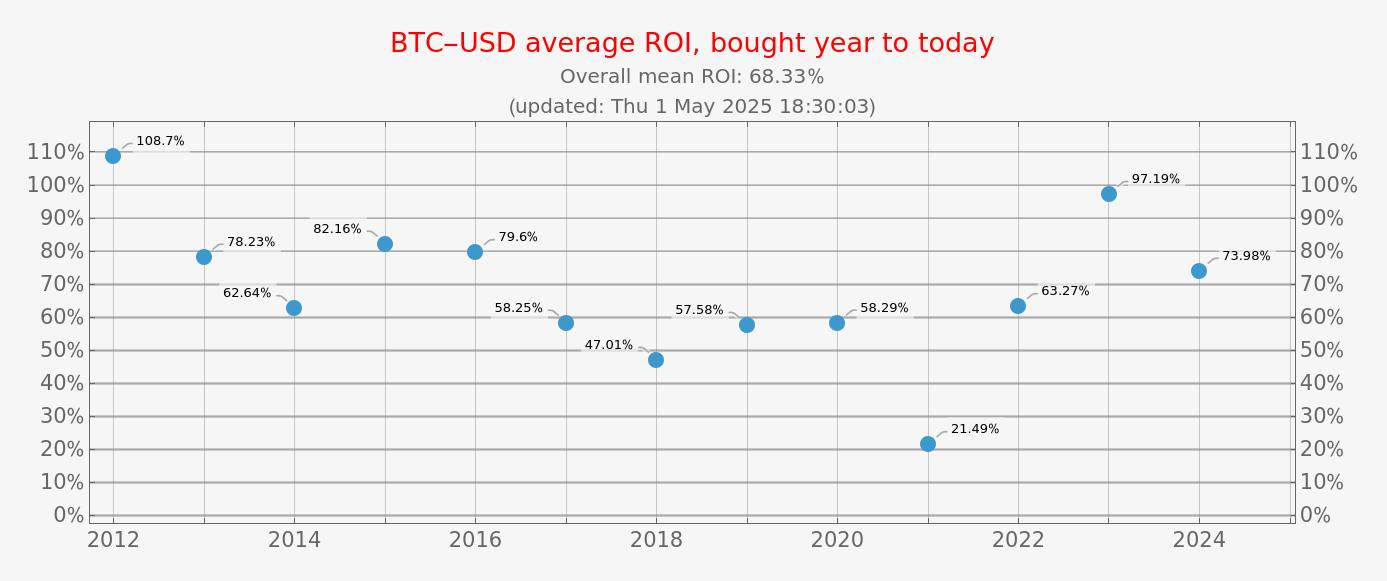 BTC–USD average ROI, bought year to today
Overall mean ROI: 68.33%
(updated: Thu 1 May 2025 18:30:03)
108.7%
110% 110%
100% 97.19% 100%
90% 82.16% 90%
78.23% 79.6%
80% 73.98% 80%
70% 62.64% 63.27% 70%
60% 58.25% 57.58% 58.29% 60%
50% 47.01% 50%
40% 40%
30% 30%
21.49%
20% 20%
10% 10%
0% 0%
2012 2014 2016 2018 2020 2022 2024